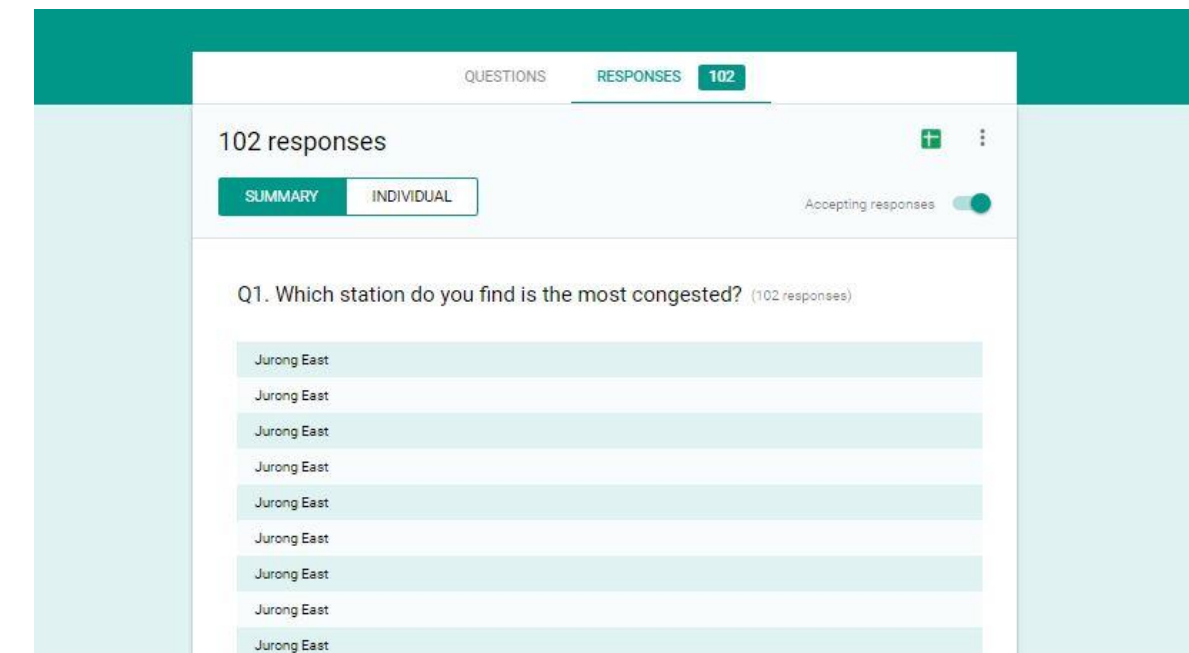 QUESTIONS RESPONSES 102
102 responses
SUMMARY INDIVIDUAL
Accepting responses
Q1. Which station do you find is the most congested? (102 responses)
Jurong East
Jurong East
Jurong East
Jurong East
Jurong East
Jurong East
Jurong East
Jurong East
Jurong East